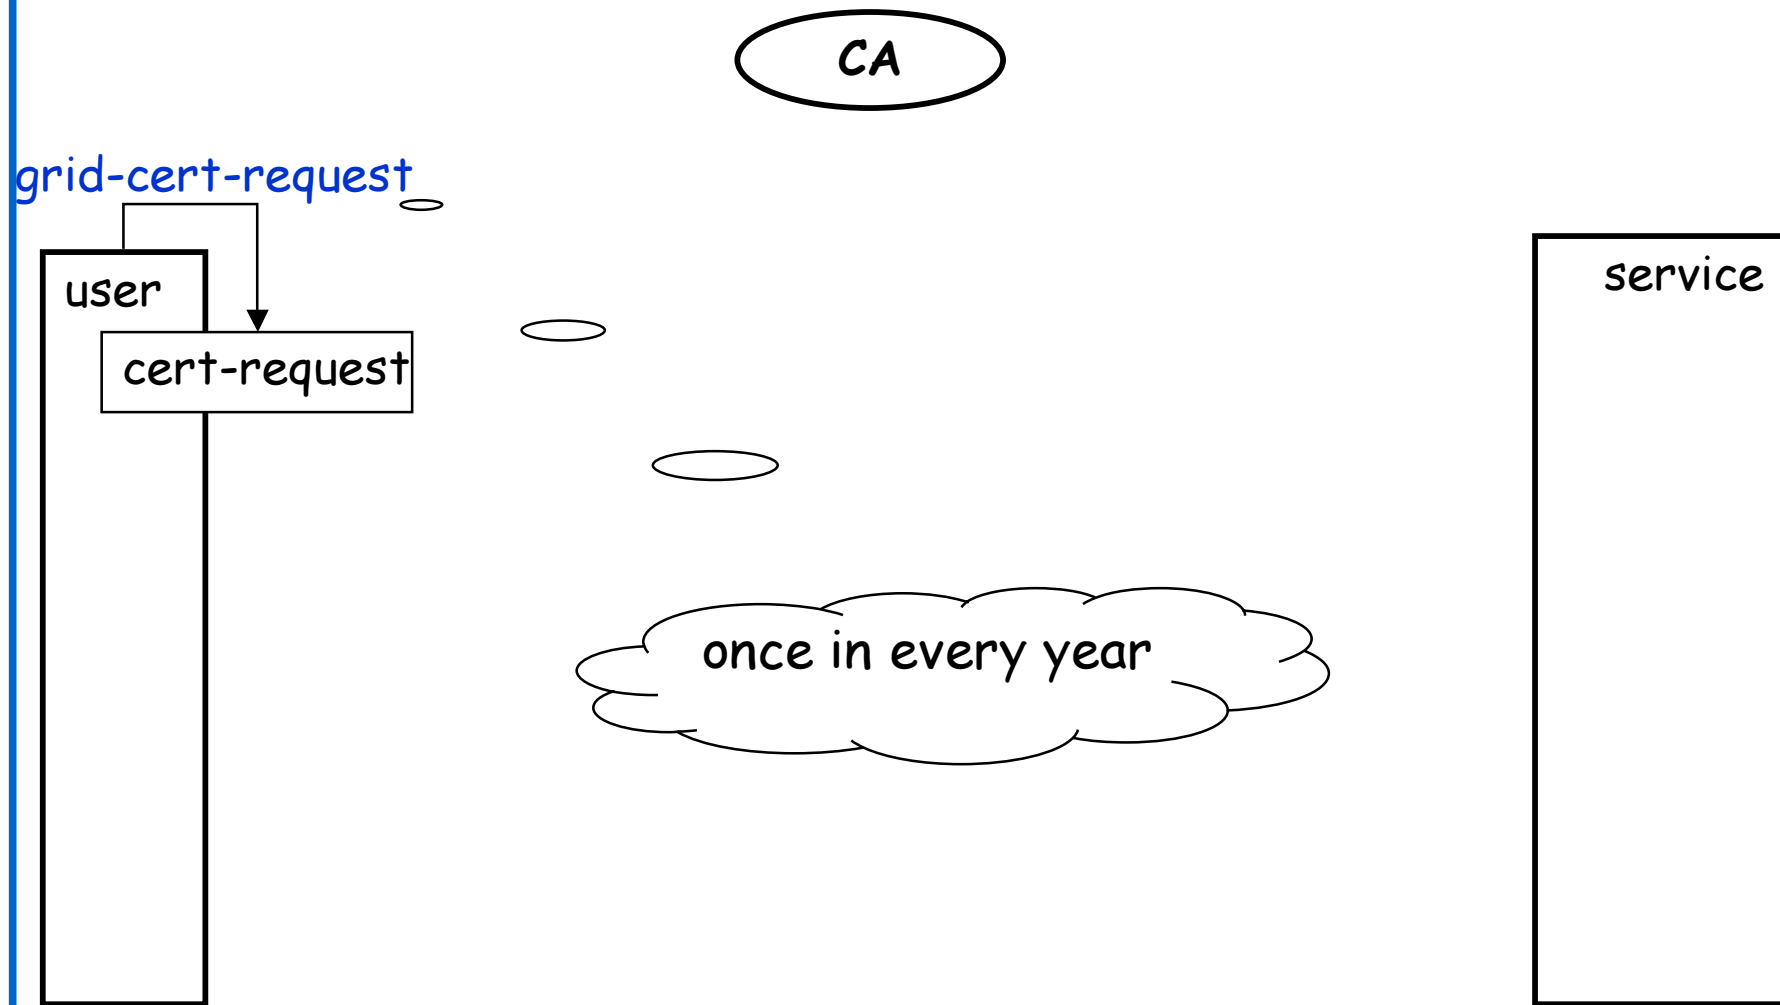 CA
grid-cert-request
user
service
cert-request
once in every year